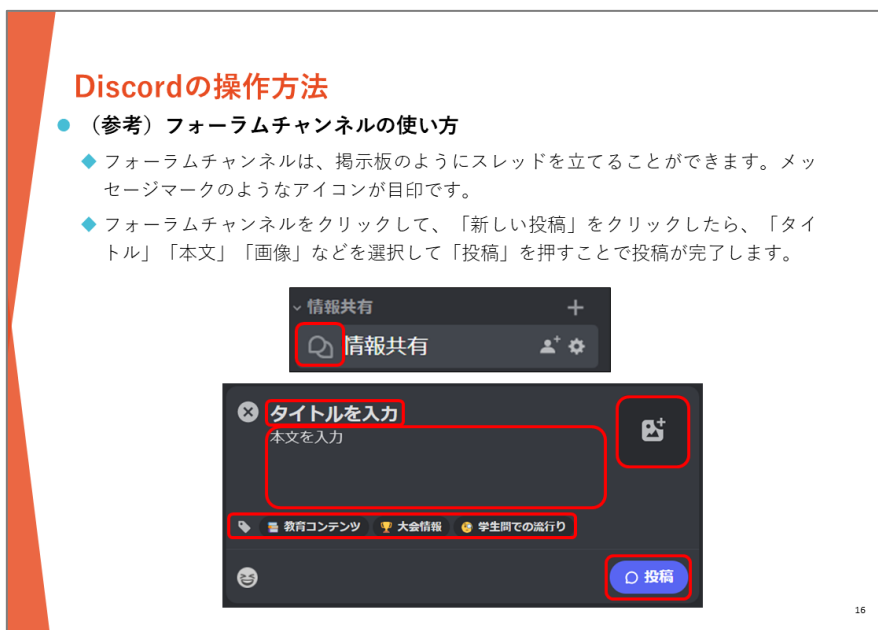 Discordの操作方法
（参考）フォーラムチャンネルの使い方
フォーラムチャンネルは、掲示板のようにスレッドを立てることができます。メッ
セージマークのようなアイコンが目印です。
フォーラムチャンネルをクリックして、「新しい投稿」をクリックしたら、「タイ
トル」「本文」「画像」などを選択して「投稿」を押すことで投稿が完了します。
情報共有
情報共有
タイトルを入力
本文を入力
教育コンテンツ 大会情報 学生間での流行り
投稿
16